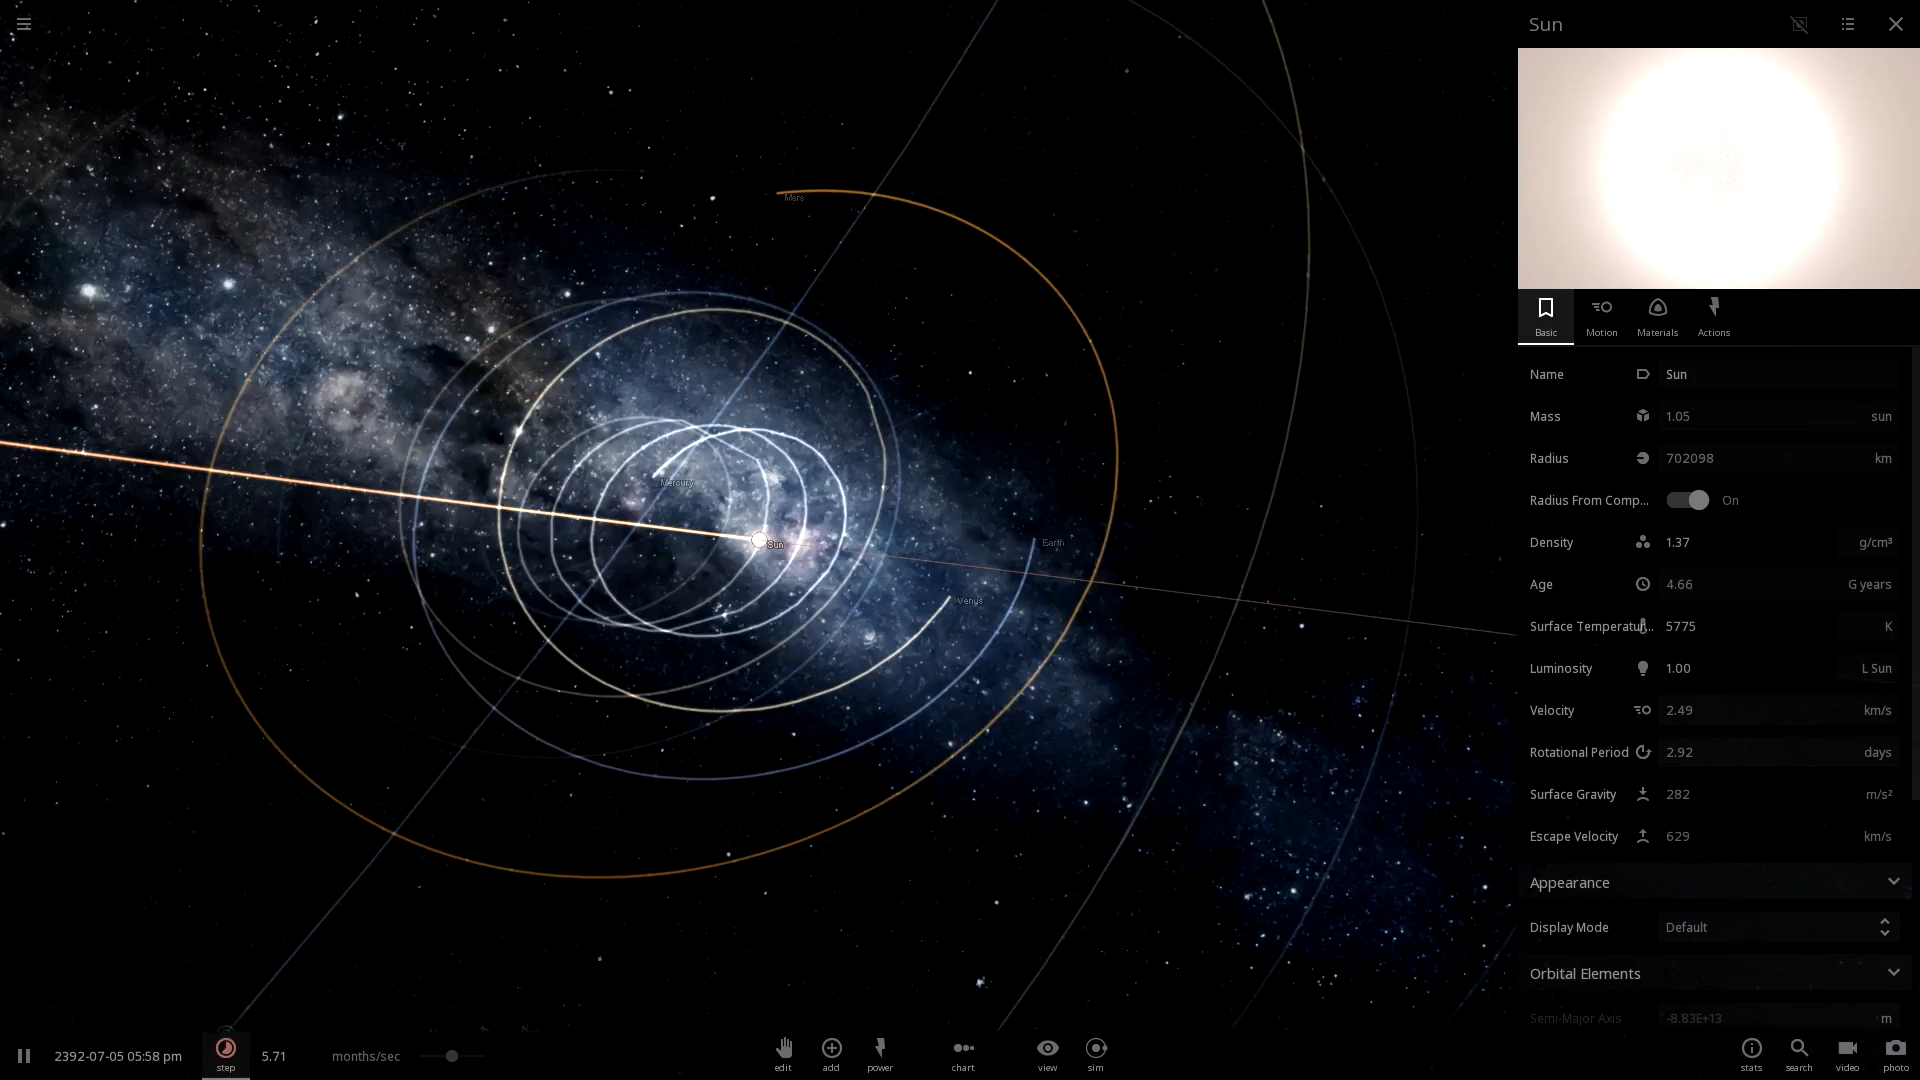 Sun
Mars
Mercury
Sun
Earth
Venus
Basic
Motion
Materials
Actions
Name Sun
Mass 1.05 sun
Radius 702098 km
Radius From Comp... On
Density 1.37 g/cm³
Age 4.66 G years
Surface Temperatur... 5775 K
Luminosity 1.00 L Sun
Velocity 2.49 km/s
Rotational Period 2.92 days
Surface Gravity 282 m/s²
Escape Velocity 629 km/s
Appearance
Display Mode Default
Orbital Elements
Semi-Major Axis -8.83E+13 m
2392-07-05 05:58 pm
step
5.71 months/sec
edit
add
power
chart
view
sim
stats
search
video
photo